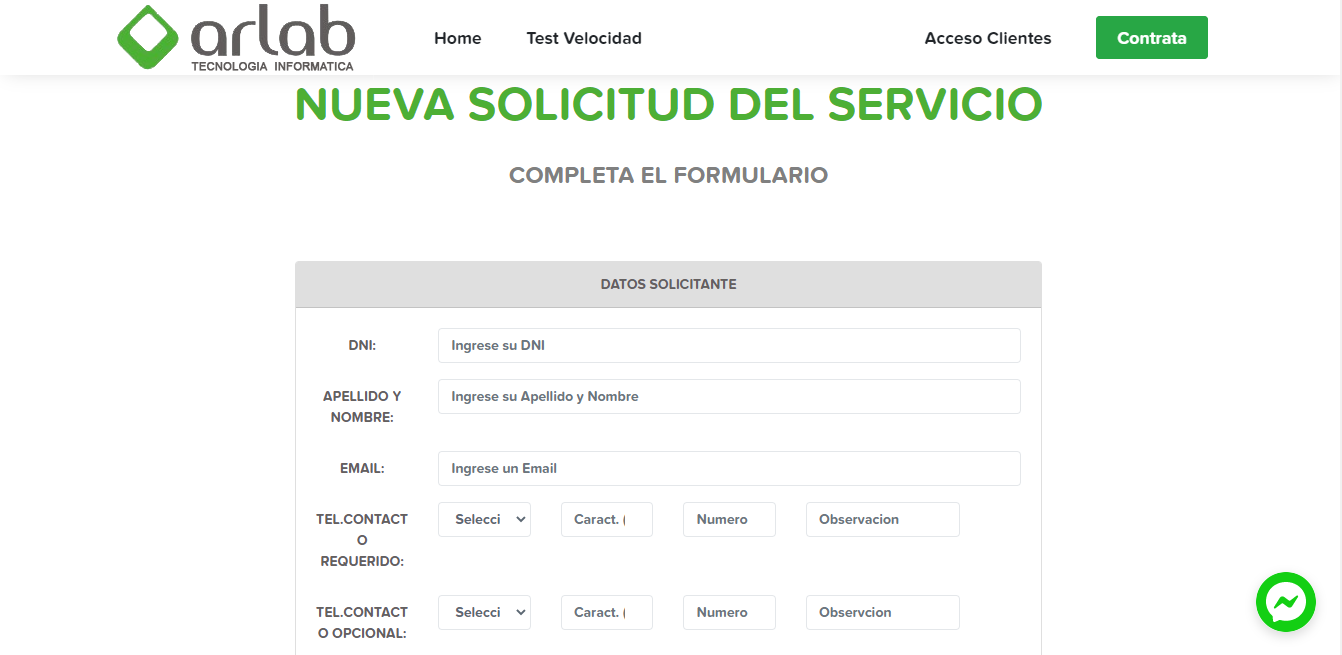 arlab
TECNOLOGIA INFORMATICA
Home
Test Velocidad
Acceso Clientes
Contrata
NUEVA SOLICITUD DEL SERVICIO
COMPLETA EL FORMULARIO
DATOS SOLICITANTE
DNI:
Ingrese su DNI
APELLIDO Y
NOMBRE:
Ingrese su Apellido y Nombre
EMAIL:
Ingrese un Email
TEL.CONTACT
O
REQUERIDO:
Selecci
Caract. (
Numero
Observacion
TEL.CONTACT
O OPCIONAL:
Selecci
Caract. (
Numero
Observcion